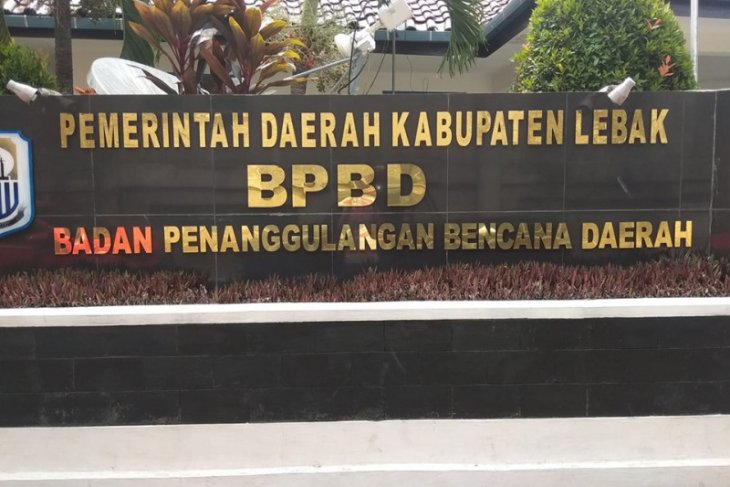 PEMERINTAH DAERAH KABUPATEN LEBAK
BPBD
BADAN PENANGGULANGAN BENCANA DAERAH